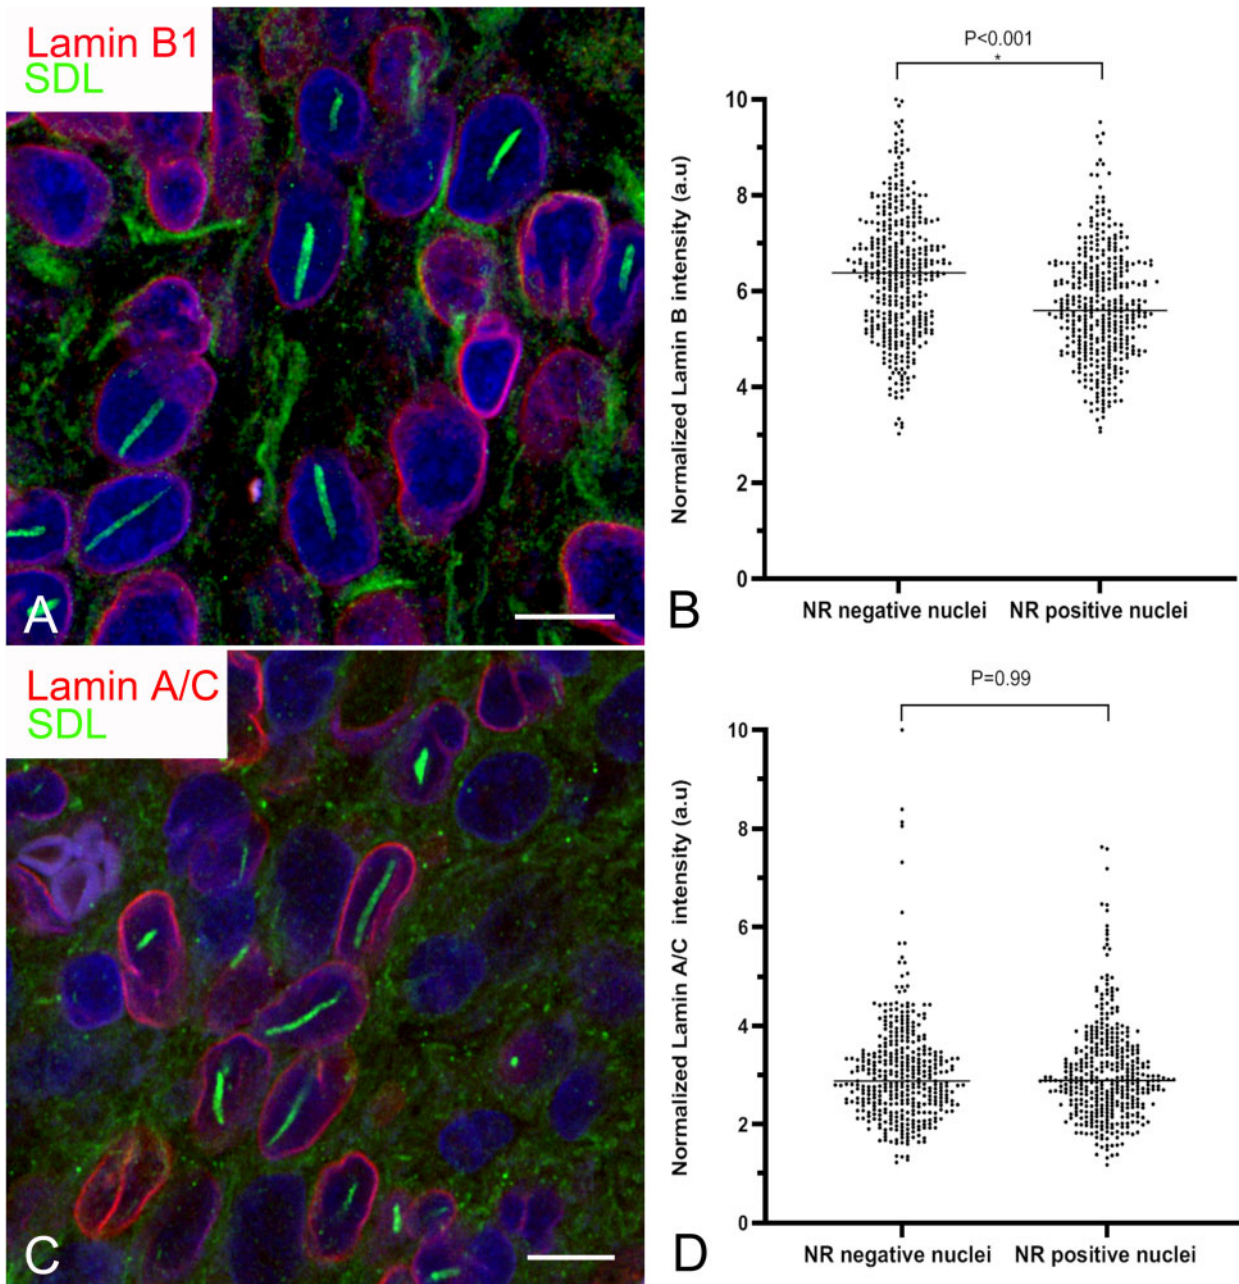 Lamin B1
SDL
A
P<0.001
*
Normalized Lamin B intensity (a.u)
10
8
6
4
2
0
NR negative nuclei NR positive nuclei
B
Lamin A/C
SDL
C
P=0.99
Normalized Lamin A/C intensity (a.u)
10
8
6
4
2
0
NR negative nuclei NR positive nuclei
D